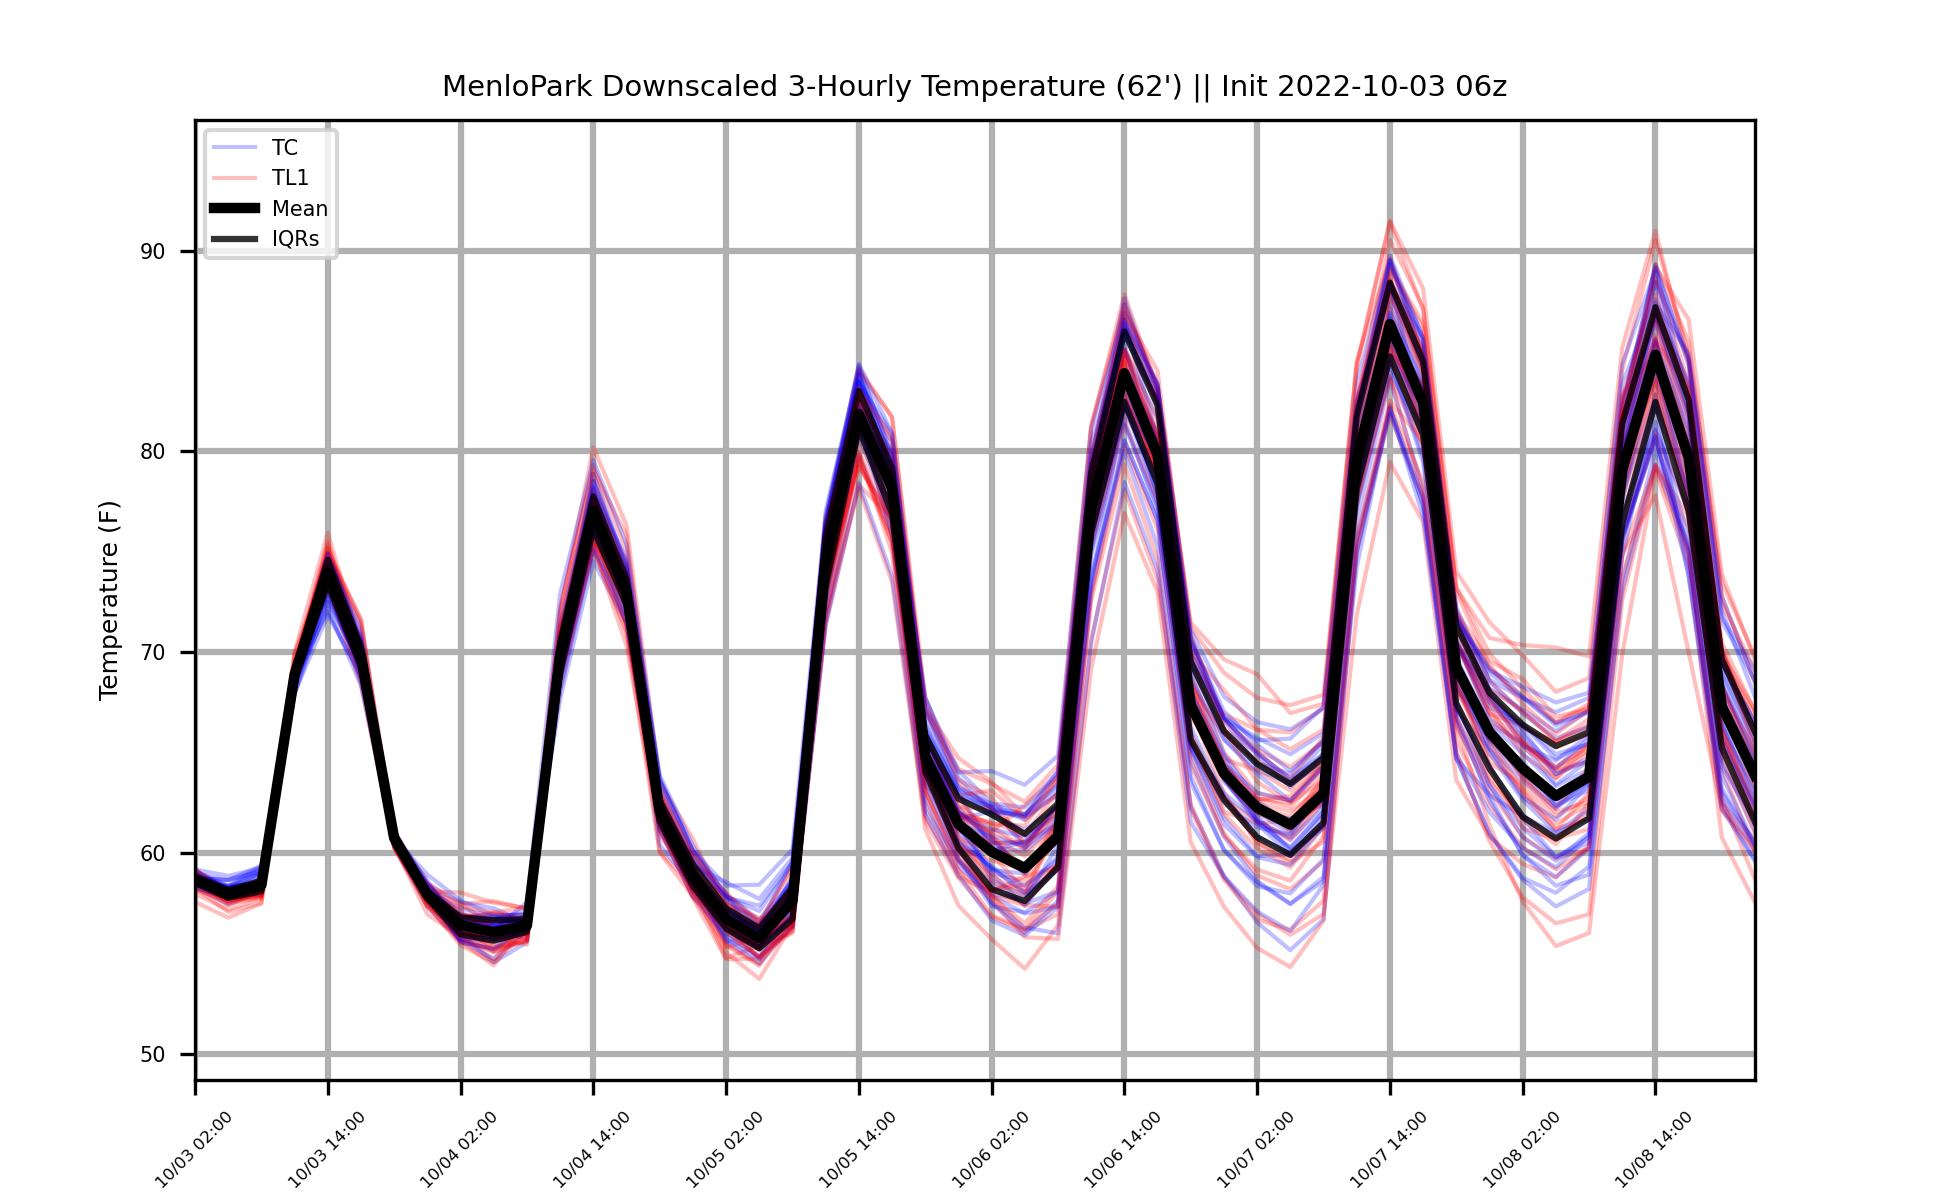 MenloPark Downscaled 3-Hourly Temperature (62') || Init 2022-10-03 06z
TC
TL1
Mean
IQRs
Temperature (F)
90
80
70
60
50
10/03 02:00
10/03 14:00
10/04 02:00
10/04 14:00
10/05 02:00
10/05 14:00
10/06 02:00
10/06 14:00
10/07 02:00
10/07 14:00
10/08 02:00
10/08 14:00